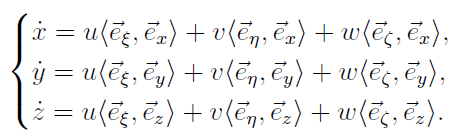 ẋ = u⟨e⃗_ξ, e⃗_x⟩ + v⟨e⃗_η, e⃗_x⟩ + w⟨e⃗_ζ, e⃗_x⟩,
ẏ = u⟨e⃗_ξ, e⃗_y⟩ + v⟨e⃗_η, e⃗_y⟩ + w⟨e⃗_ζ, e⃗_y⟩,
ż = u⟨e⃗_ξ, e⃗_z⟩ + v⟨e⃗_η, e⃗_z⟩ + w⟨e⃗_ζ, e⃗_z⟩.